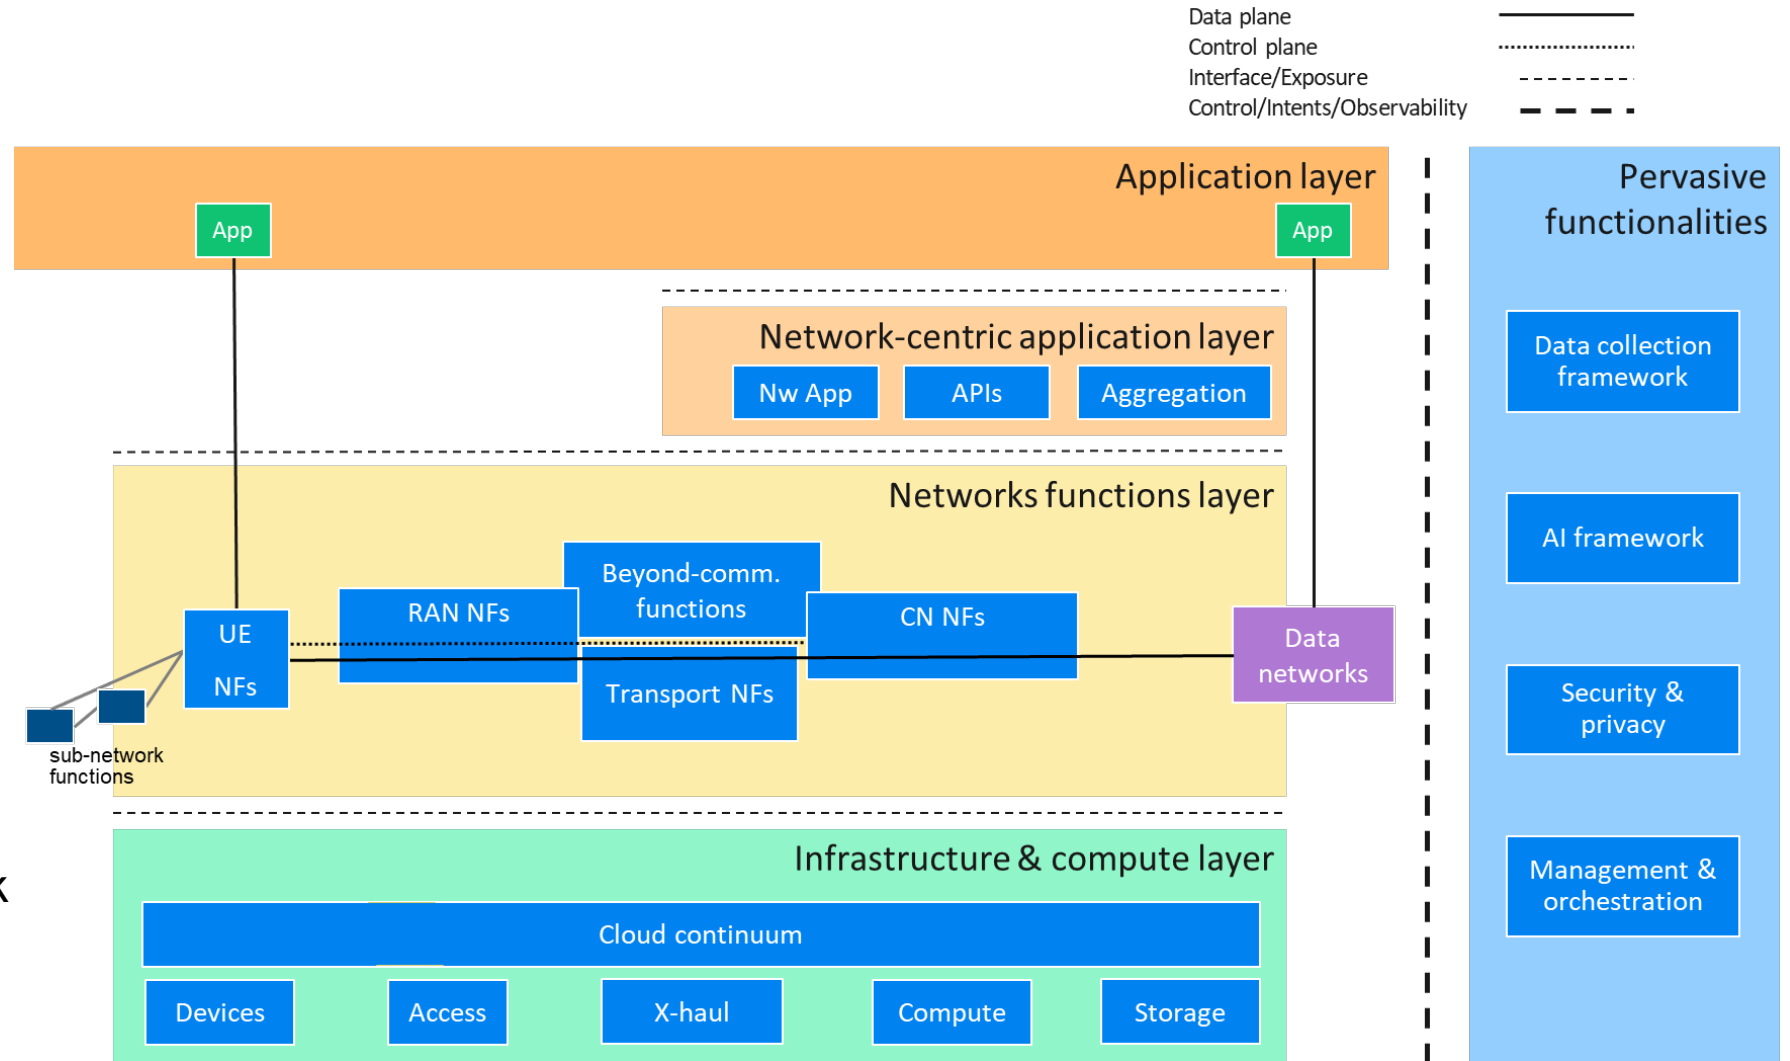 Data plane
Control plane
Interface/Exposure
Control/Intents/Observability
Application layer
App
App
Pervasive
functionalities
Network-centric application layer
Nw App
APIs
Aggregation
Data collection
framework
Networks functions layer
AI framework
Beyond-comm.
functions
RAN NFs
CN NFs
UE
NFs
Transport NFs
Data
networks
Security &
privacy
sub-network
functions
Infrastructure & compute layer
Management &
orchestration
K
Cloud continuum
Devices
Access
X-haul
Compute
Storage